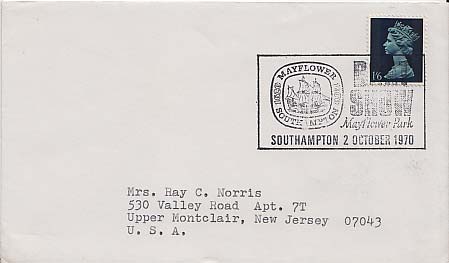 1/6
MAYFLOWER
SOUTHAMPTON
SHOW
Mayflower Park
SOUTHAMPTON 2 OCTOBER 1970
Mrs. Ray C. Norris
530 Valley Road Apt. 7T
Upper Montclair, New Jersey 07043
U. S. A.